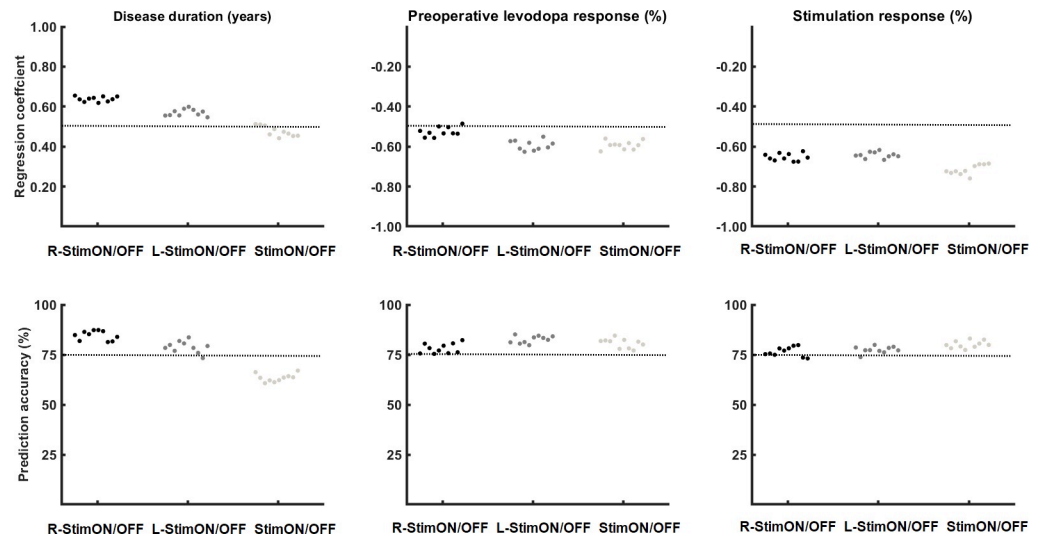 Disease duration (years)
Preoperative levodopa response (%)
Stimulation response (%)
Regression coeffcient
1.00
0.80
0.60
0.40
0.20
-0.20
-0.40
-0.60
-0.80
-1.00
-0.20
-0.40
-0.60
-0.80
-1.00
R-StimON/OFF L-StimON/OFF StimON/OFF
R-StimON/OFF L-StimON/OFF StimON/OFF
R-StimON/OFF L-StimON/OFF StimON/OFF
Prediction accuracy (%)
100
75
50
25
100
75
50
25
100
75
50
25
R-StimON/OFF L-StimON/OFF StimON/OFF
R-StimON/OFF L-StimON/OFF StimON/OFF
R-StimON/OFF L-StimON/OFF StimON/OFF